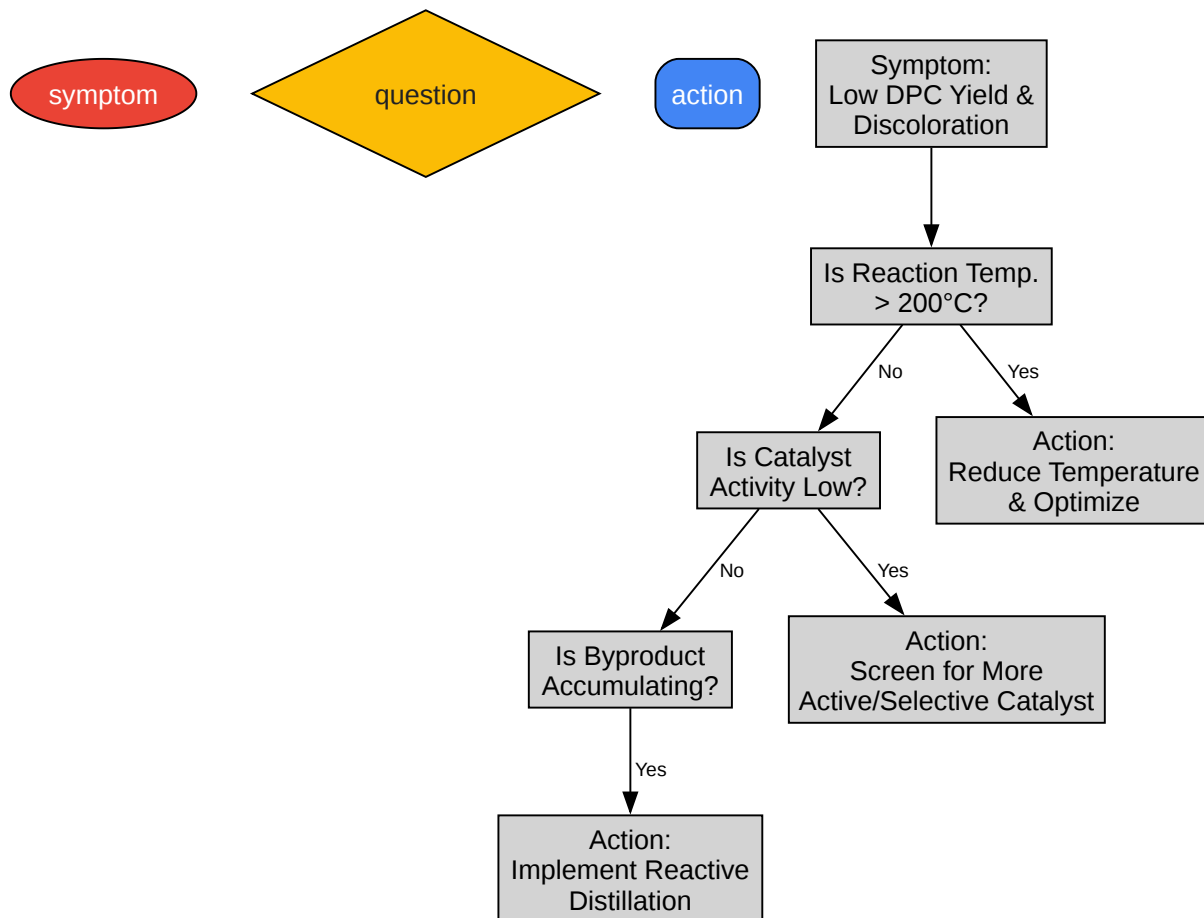 symptom
question
action
Symptom:
Low DPC Yield &
Discoloration
Is Reaction Temp.
> 200°C?
No
Yes
Is Catalyst
Activity Low?
Action:
Reduce Temperature
& Optimize
No
Yes
Is Byproduct
Accumulating?
Action:
Screen for More
Active/Selective Catalyst
Yes
Action:
Implement Reactive
Distillation